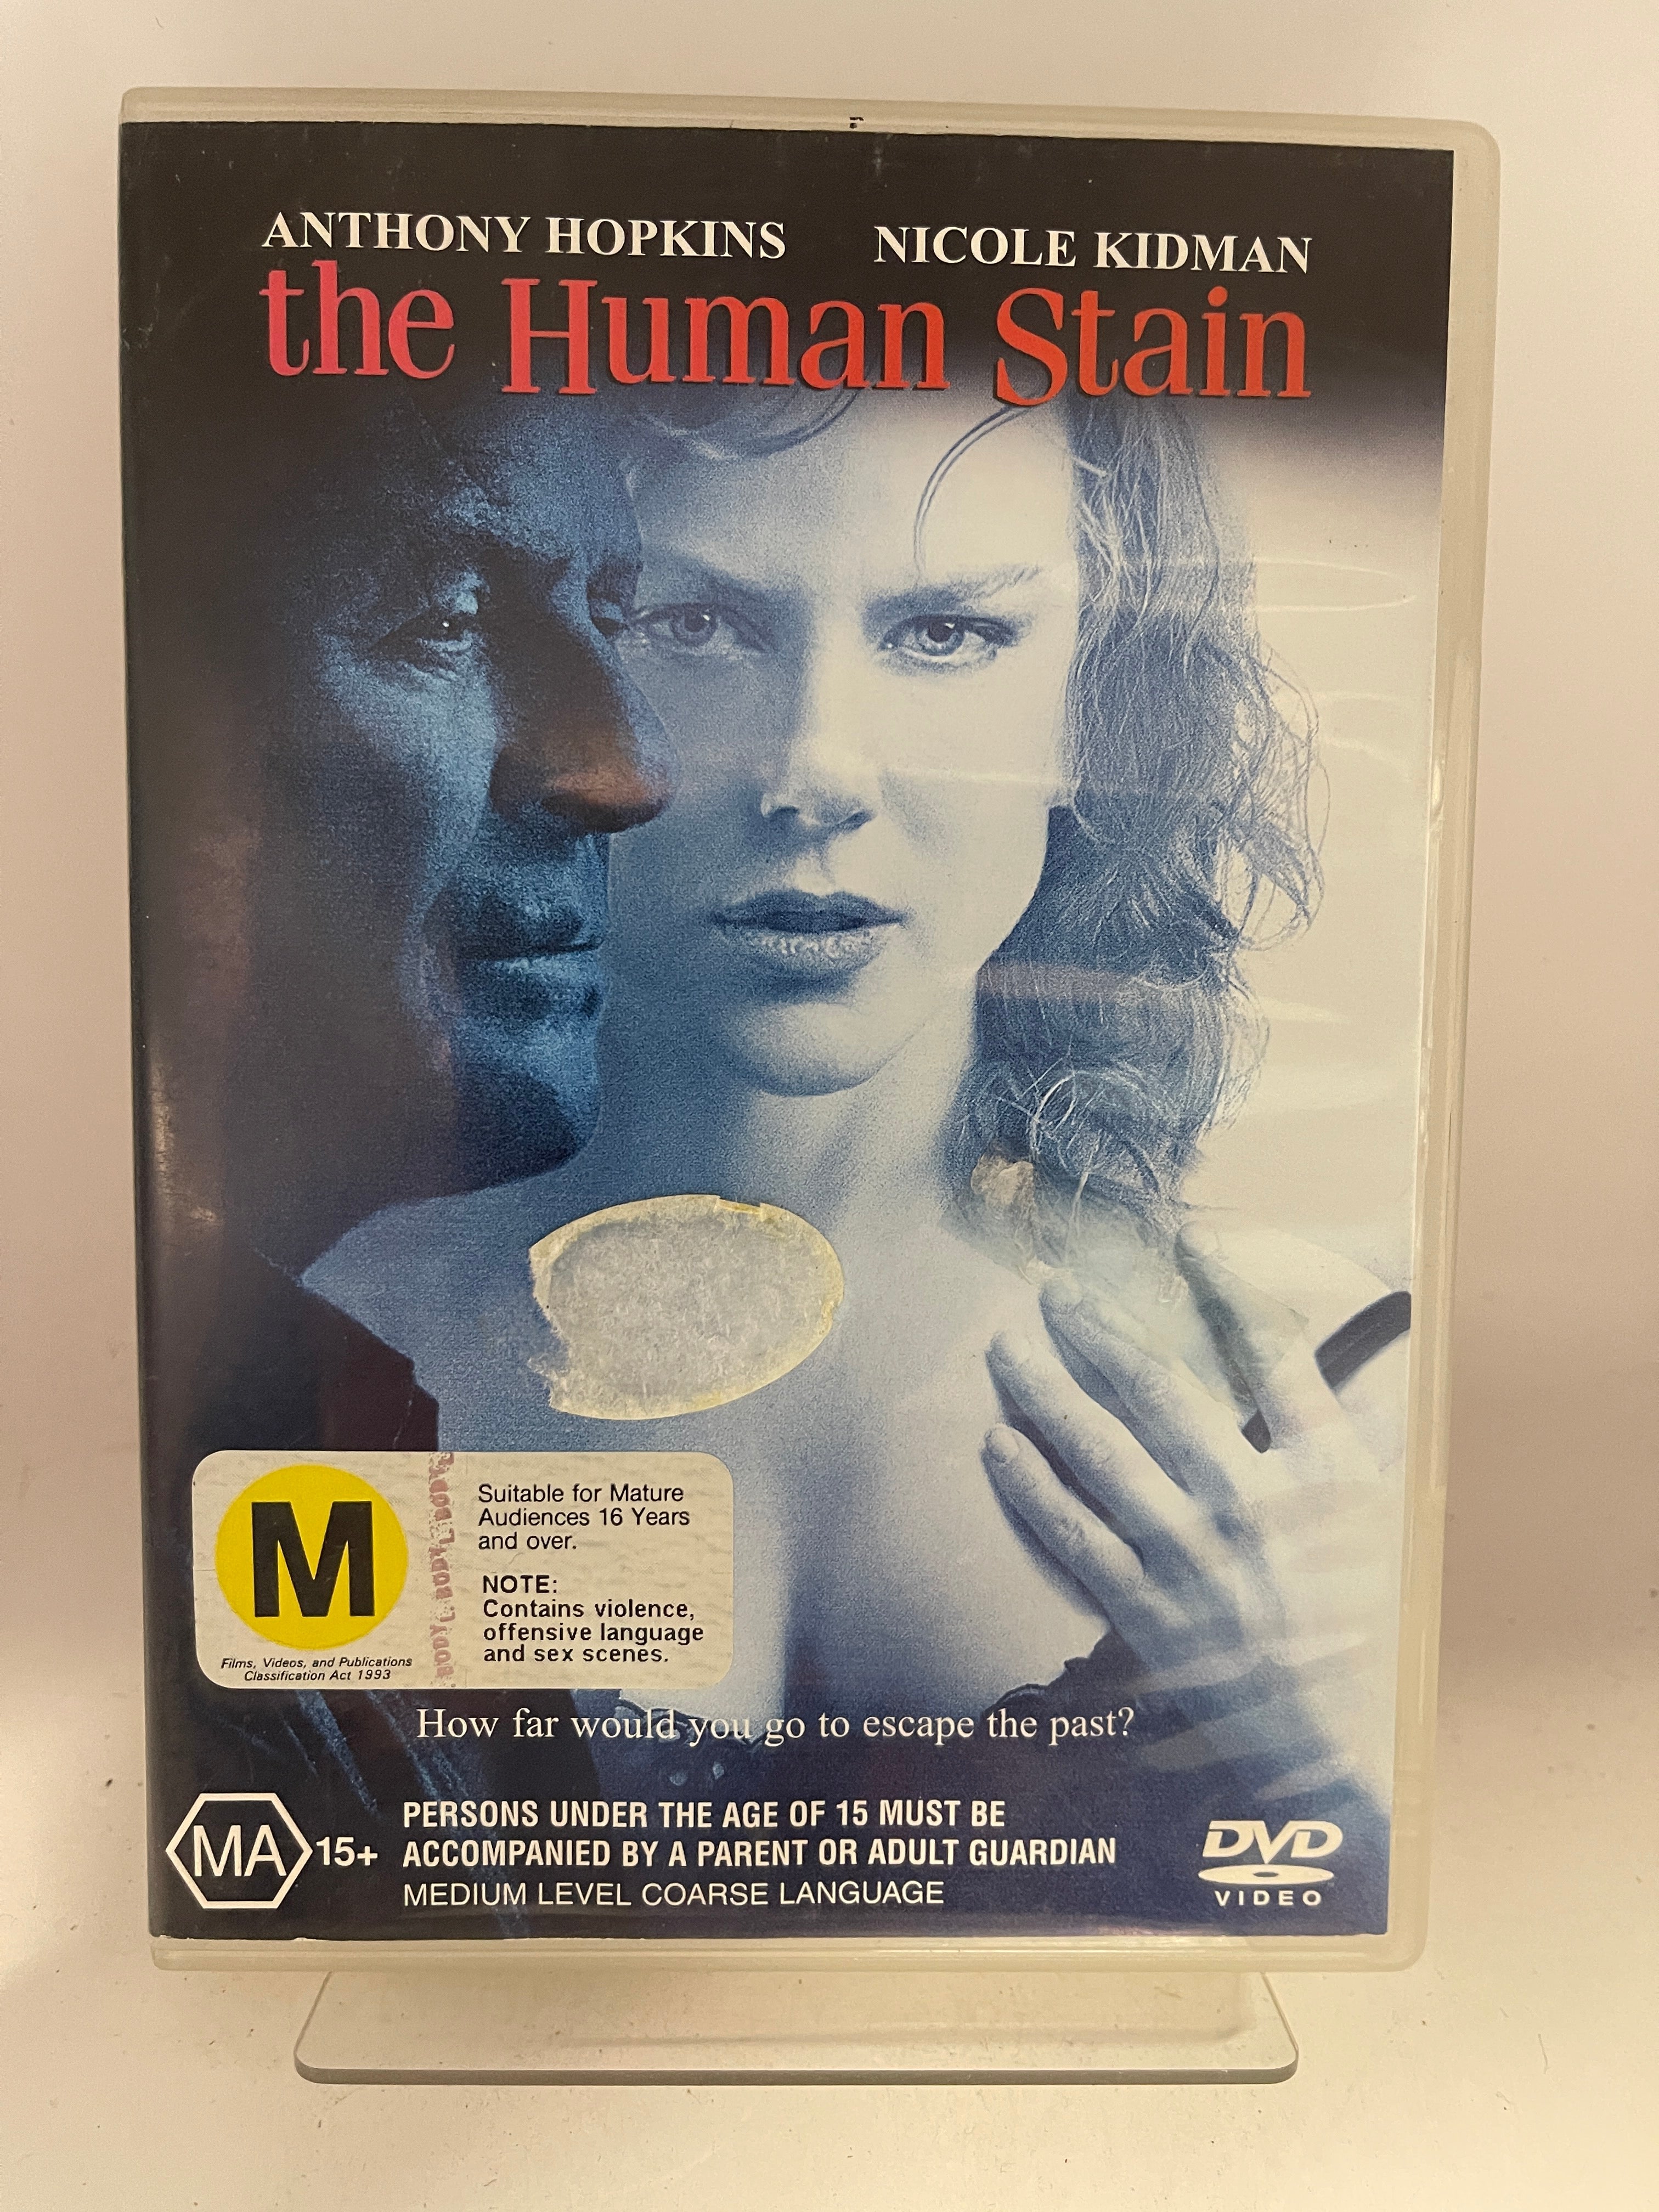 ANTHONY HOPKINS NICOLE KIDMAN
the Human Stain
M
Films, Videos, and Publications
Classification Act 1993
Suitable for Mature
Audiences 16 Years
and over.
NOTE:
Contains violence,
offensive language
and sex scenes.
How far would you go to escape the past?
MA 15+
PERSONS UNDER THE AGE OF 15 MUST BE
ACCOMPANIED BY A PARENT OR ADULT GUARDIAN
MEDIUM LEVEL COARSE LANGUAGE
DVD
VIDEO